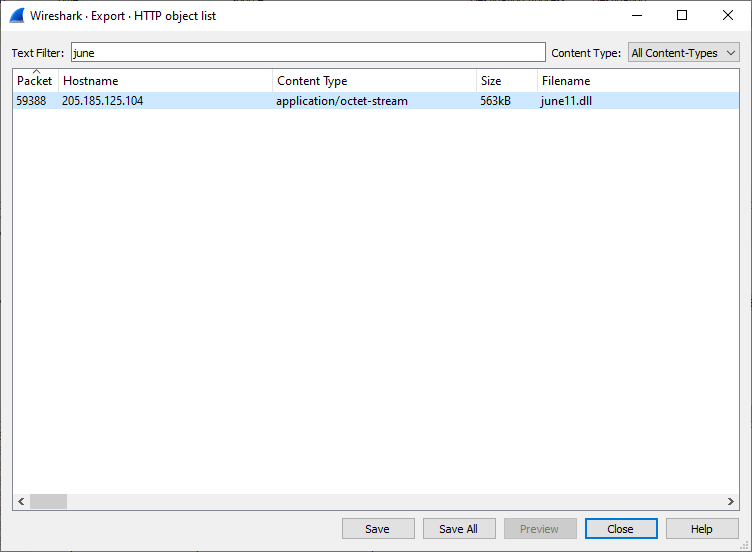 Wireshark · Export · HTTP object list
Text Filter: june Content Type: All Content-Types
Packet Hostname Content Type Size Filename
59388 205.185.125.104 application/octet-stream 563kB june11.dll
Save Save All Preview Close Help